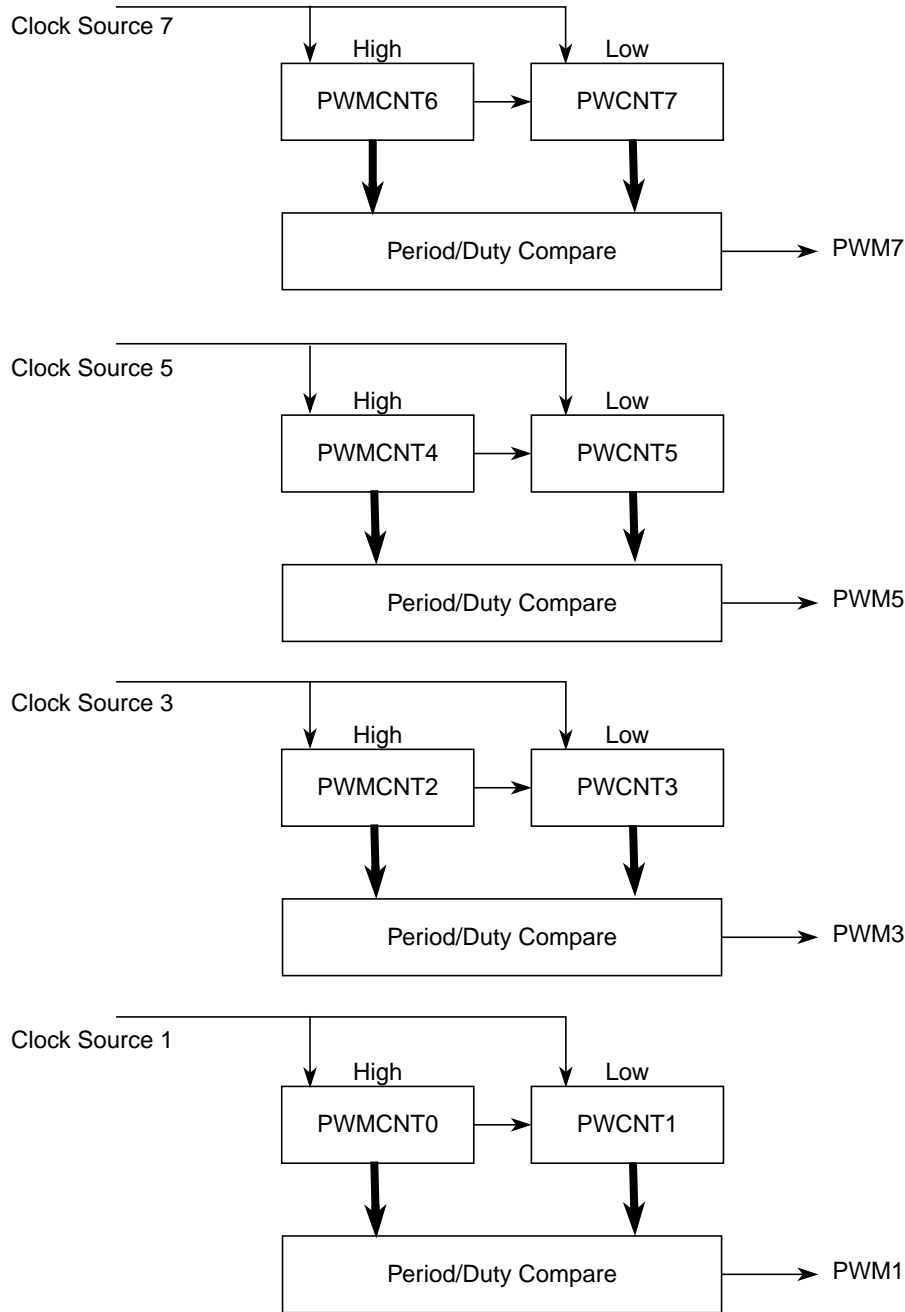 Clock Source 7
High
Low
PWMCNT6
PWCNT7
Period/Duty Compare
PWM7
Clock Source 5
High
Low
PWMCNT4
PWCNT5
Period/Duty Compare
PWM5
Clock Source 3
High
Low
PWMCNT2
PWCNT3
Period/Duty Compare
PWM3
Clock Source 1
High
Low
PWMCNT0
PWCNT1
Period/Duty Compare
PWM1